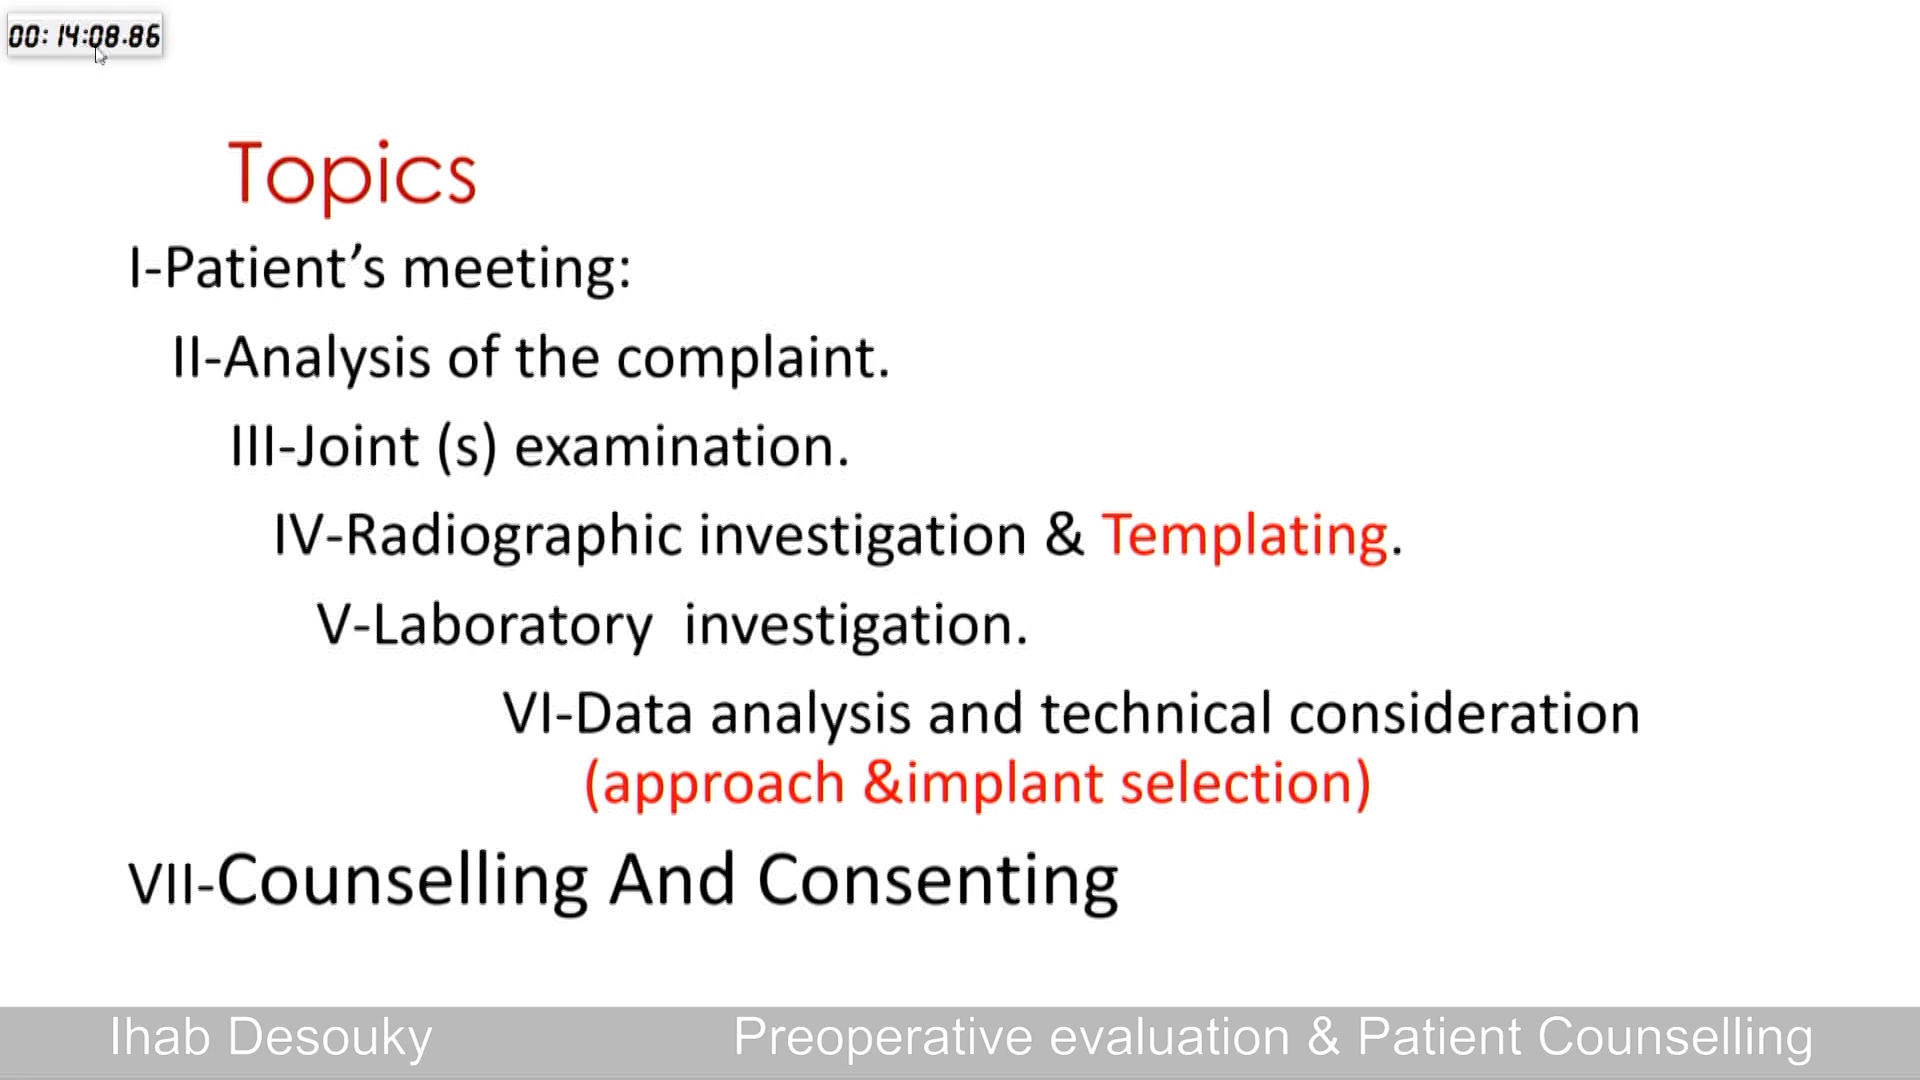 00:14:08.86
Topics
I-Patient’s meeting:
II-Analysis of the complaint.
III-Joint (s) examination.
IV-Radiographic investigation & Templating.
V-Laboratory  investigation.
VI-Data analysis and technical consideration
(approach &implant selection)
VII-Counselling And Consenting
Ihab Desouky
Preoperative evaluation & Patient Counselling